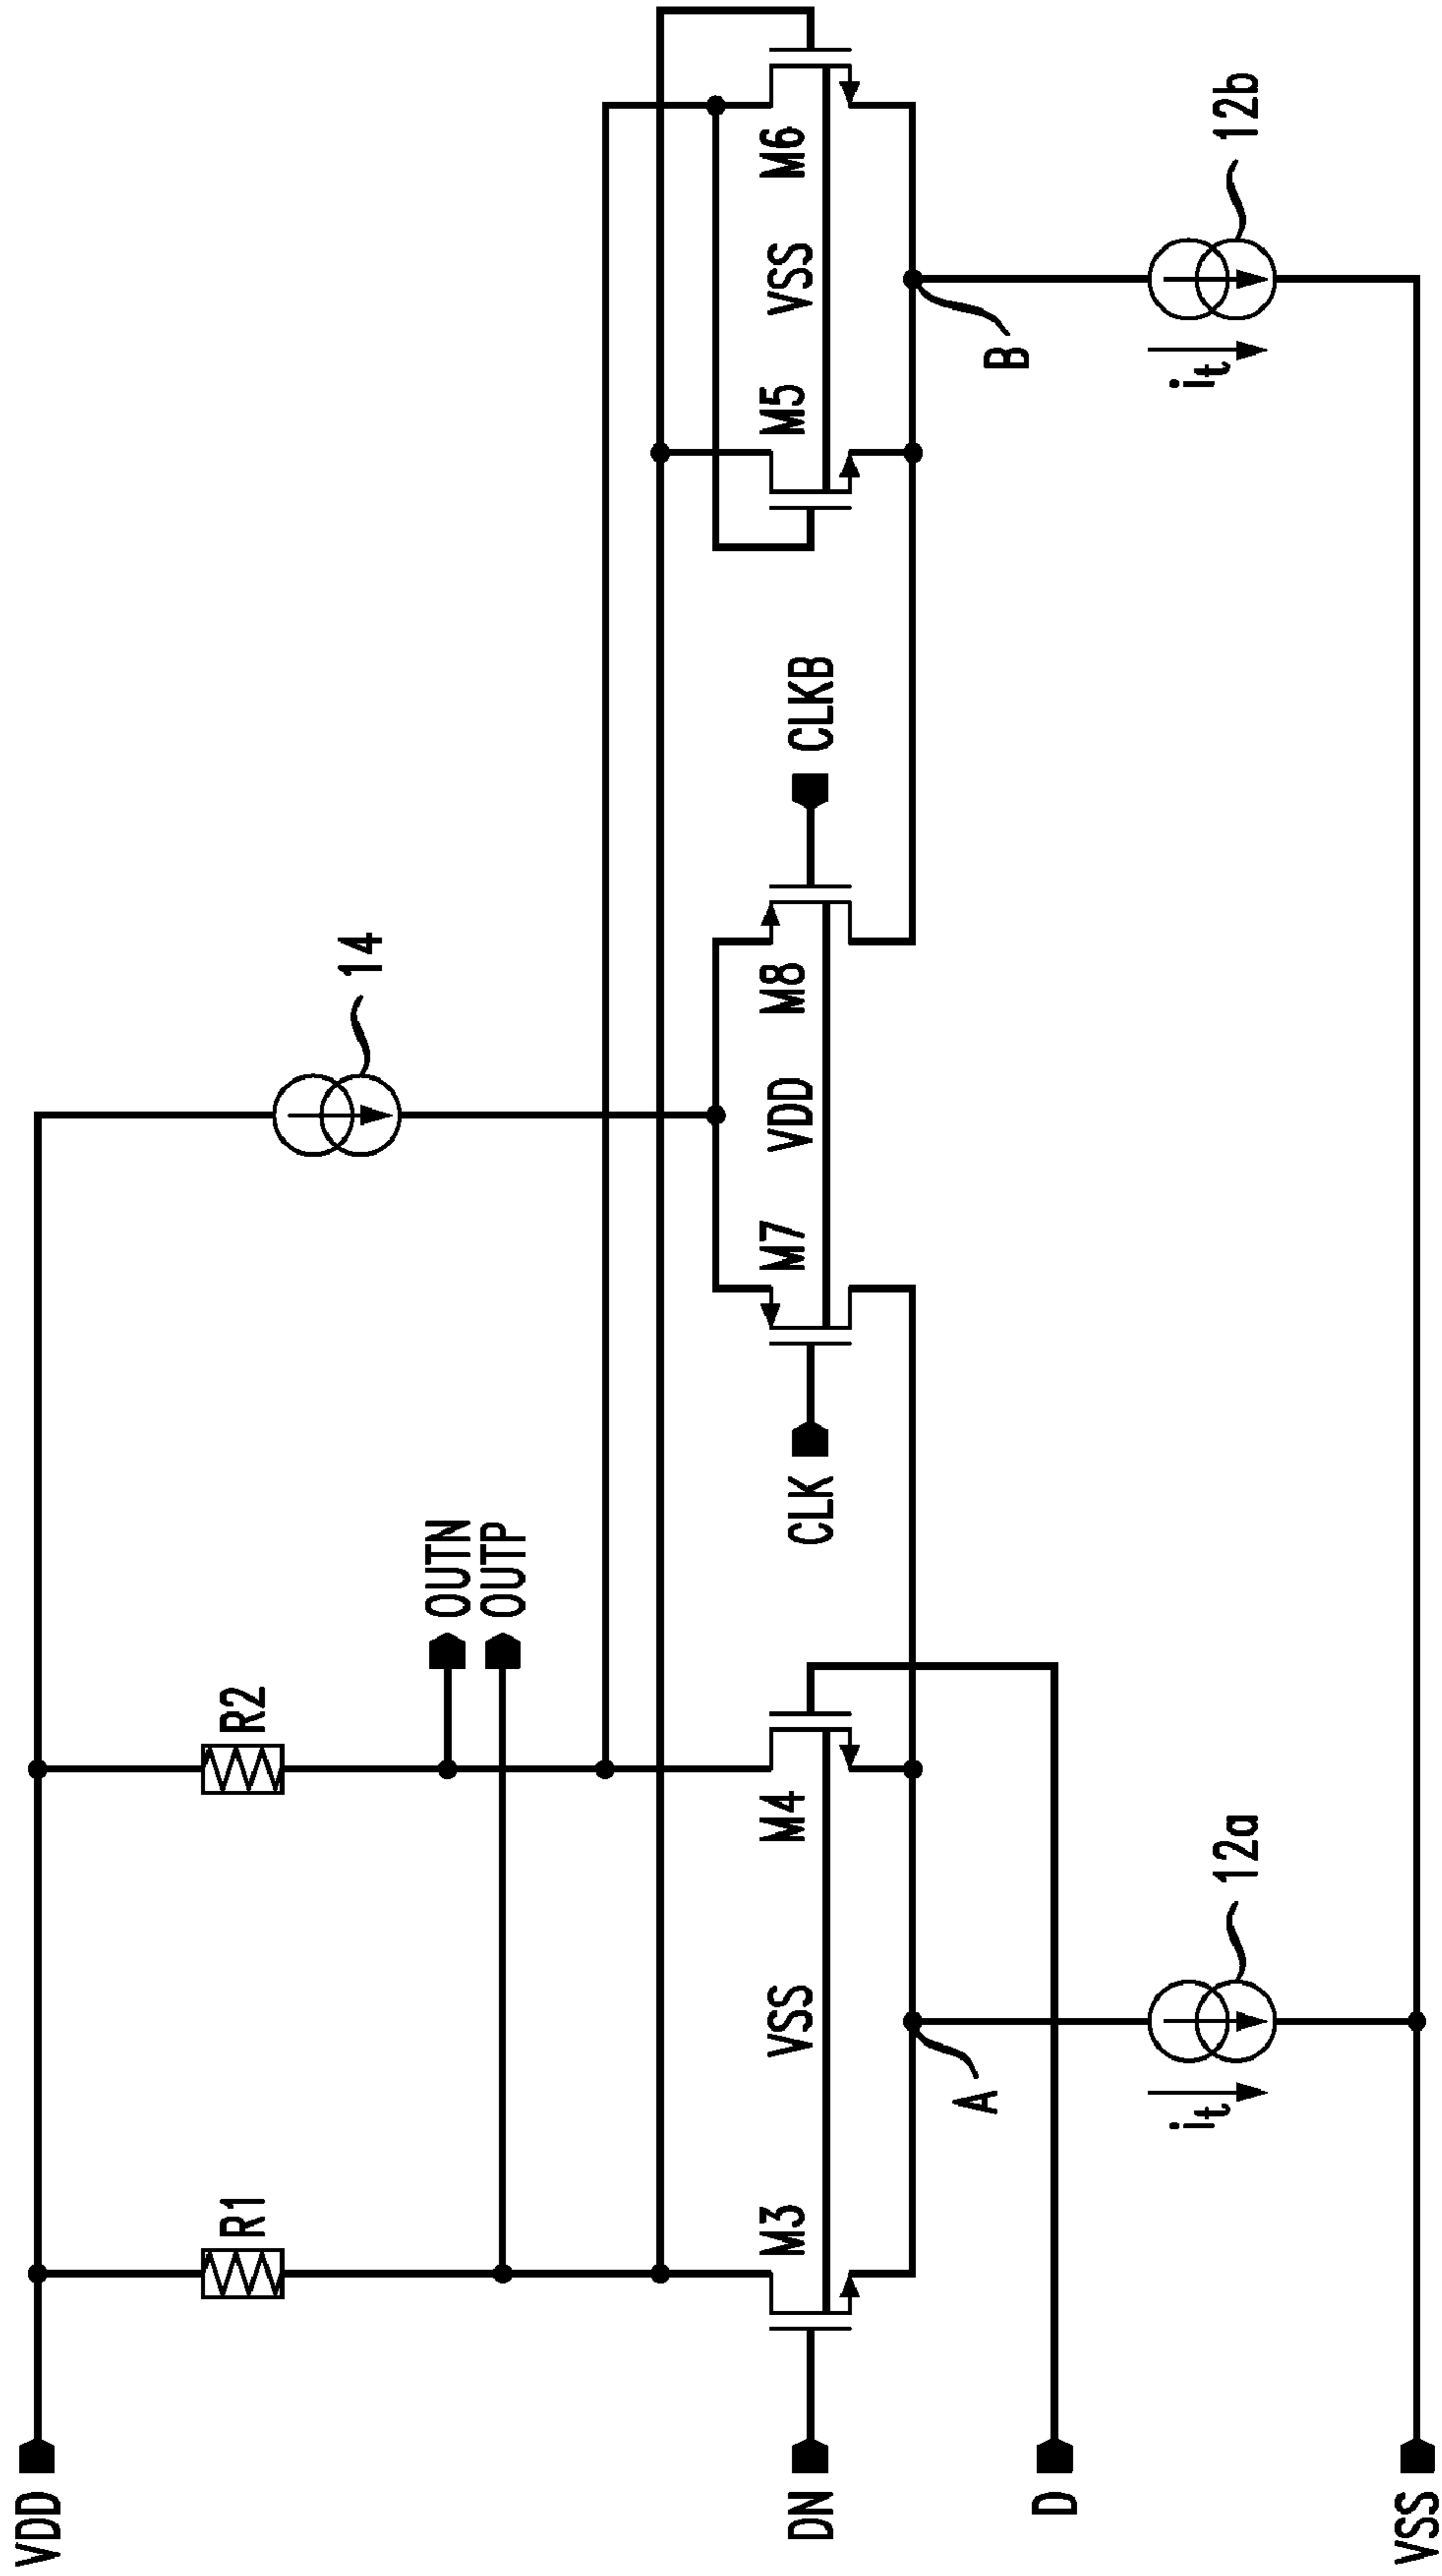 VDD
R1
R2
OUTN
OUTP
14
DN
D
M3
VSS
M4
CLK
M7
VDD
M8
CLKB
M5
VSS
M6
A
B
it
12a
it
12b
VSS